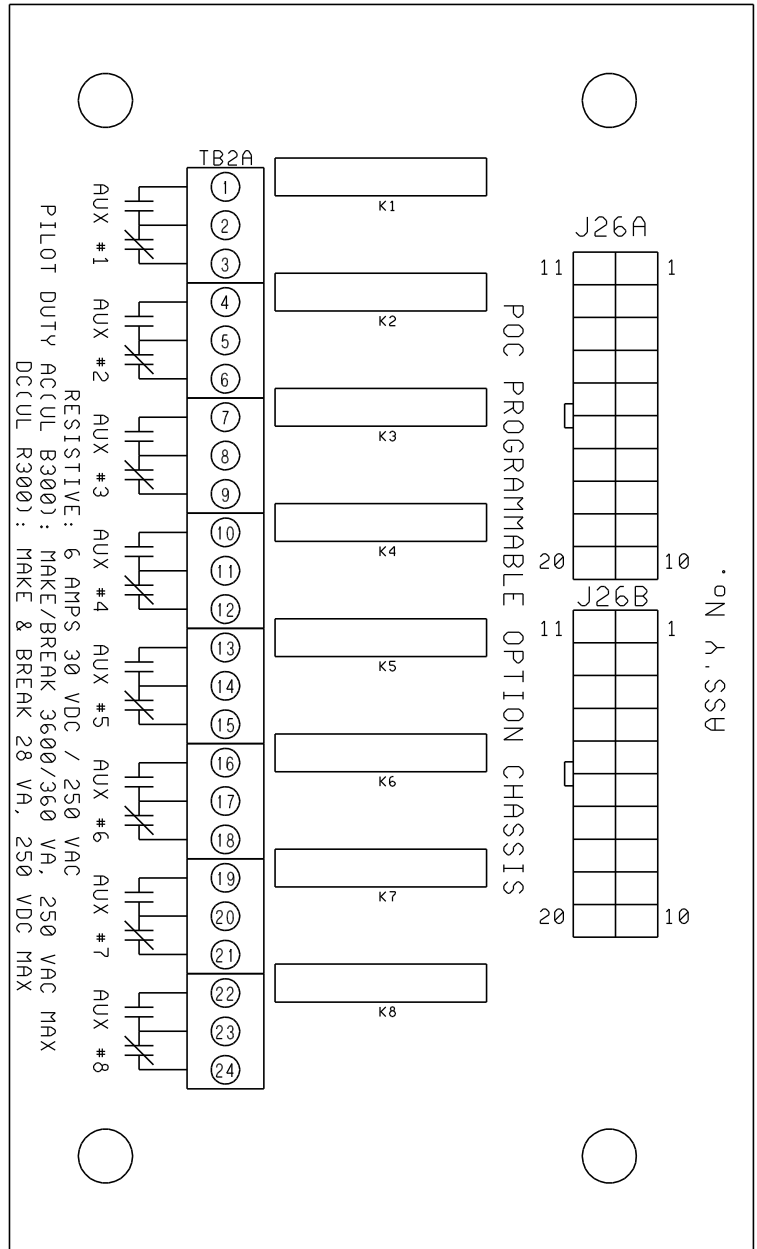 TB2A
1
2
3
4
5
6
7
8
9
10
11
12
13
14
15
16
17
18
19
20
21
22
23
24
AUX #1
AUX #2
AUX #3
AUX #4
AUX #5
AUX #6
AUX #7
AUX #8
RESISTIVE: 6 AMPS 30 VDC / 250 VAC
PILOT DUTY AC(UL B300): MAKE/BREAK 3600/360 VA, 250 VAC MAX
DC(UL R300): MAKE & BREAK 28 VA, 250 VDC MAX
K1
K2
K3
K4
K5
K6
K7
K8
POC PROGRAMMABLE OPTION CHASSIS
J26A
11 1
20 10
J26B
11 1
20 10
ASS'Y Nº.